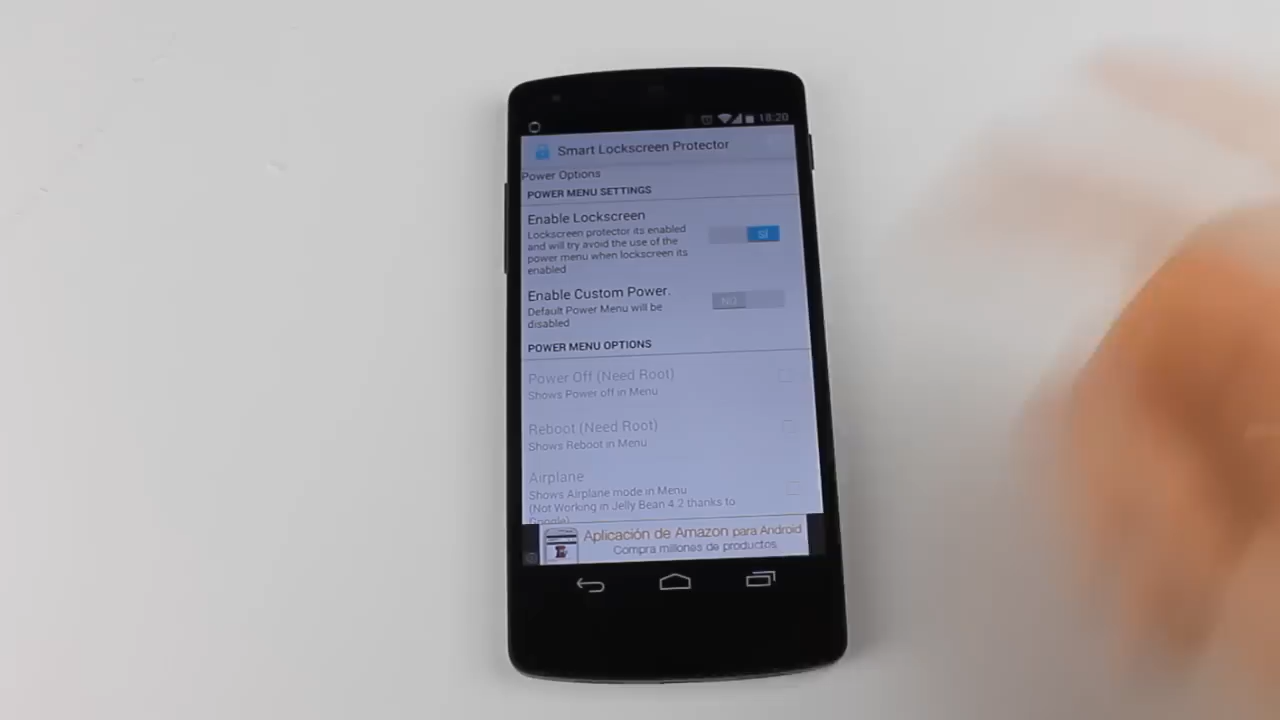 18:20
Smart Lockscreen Protector
Power Options
POWER MENU SETTINGS
Enable Lockscreen
Lockscreen protector its enabled
and will try avoid the use of the
power menu when lockscreen its
enabled
SÍ
Enable Custom Power.
Default Power Menu will be
disabled
NO
POWER MENU OPTIONS
Power Off (Need Root)
Shows Power off in Menu
Reboot (Need Root)
Shows Reboot in Menu
Airplane
Shows Airplane mode in Menu
(Not Working in Jelly Bean 4.2 thanks to
Google)
Aplicación de Amazon para Android
Compra millones de productos